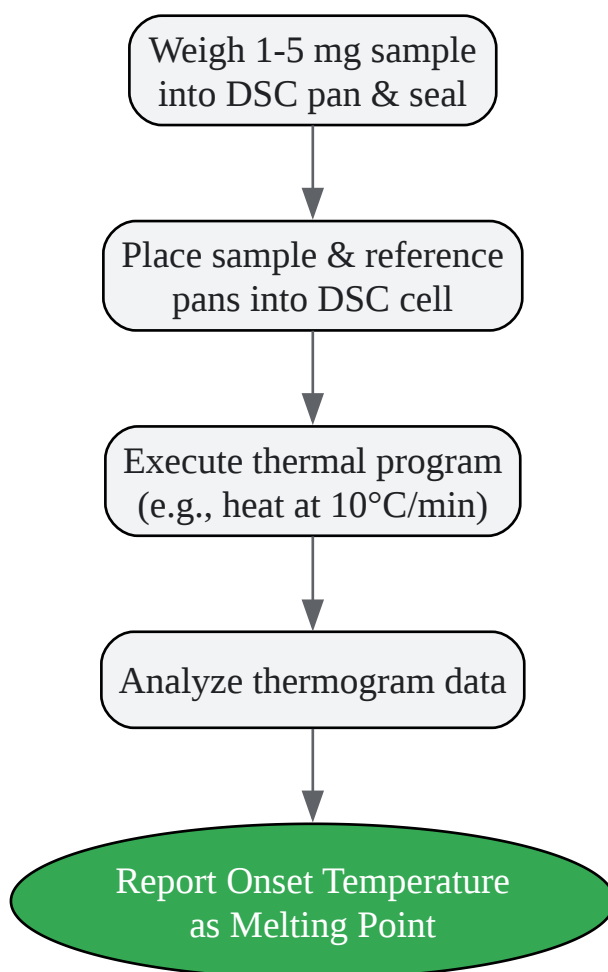 Weigh 1-5 mg sample
into DSC pan & seal
Place sample & reference
pans into DSC cell
Execute thermal program
(e.g., heat at 10°C/min)
Analyze thermogram data
Report Onset Temperature
as Melting Point